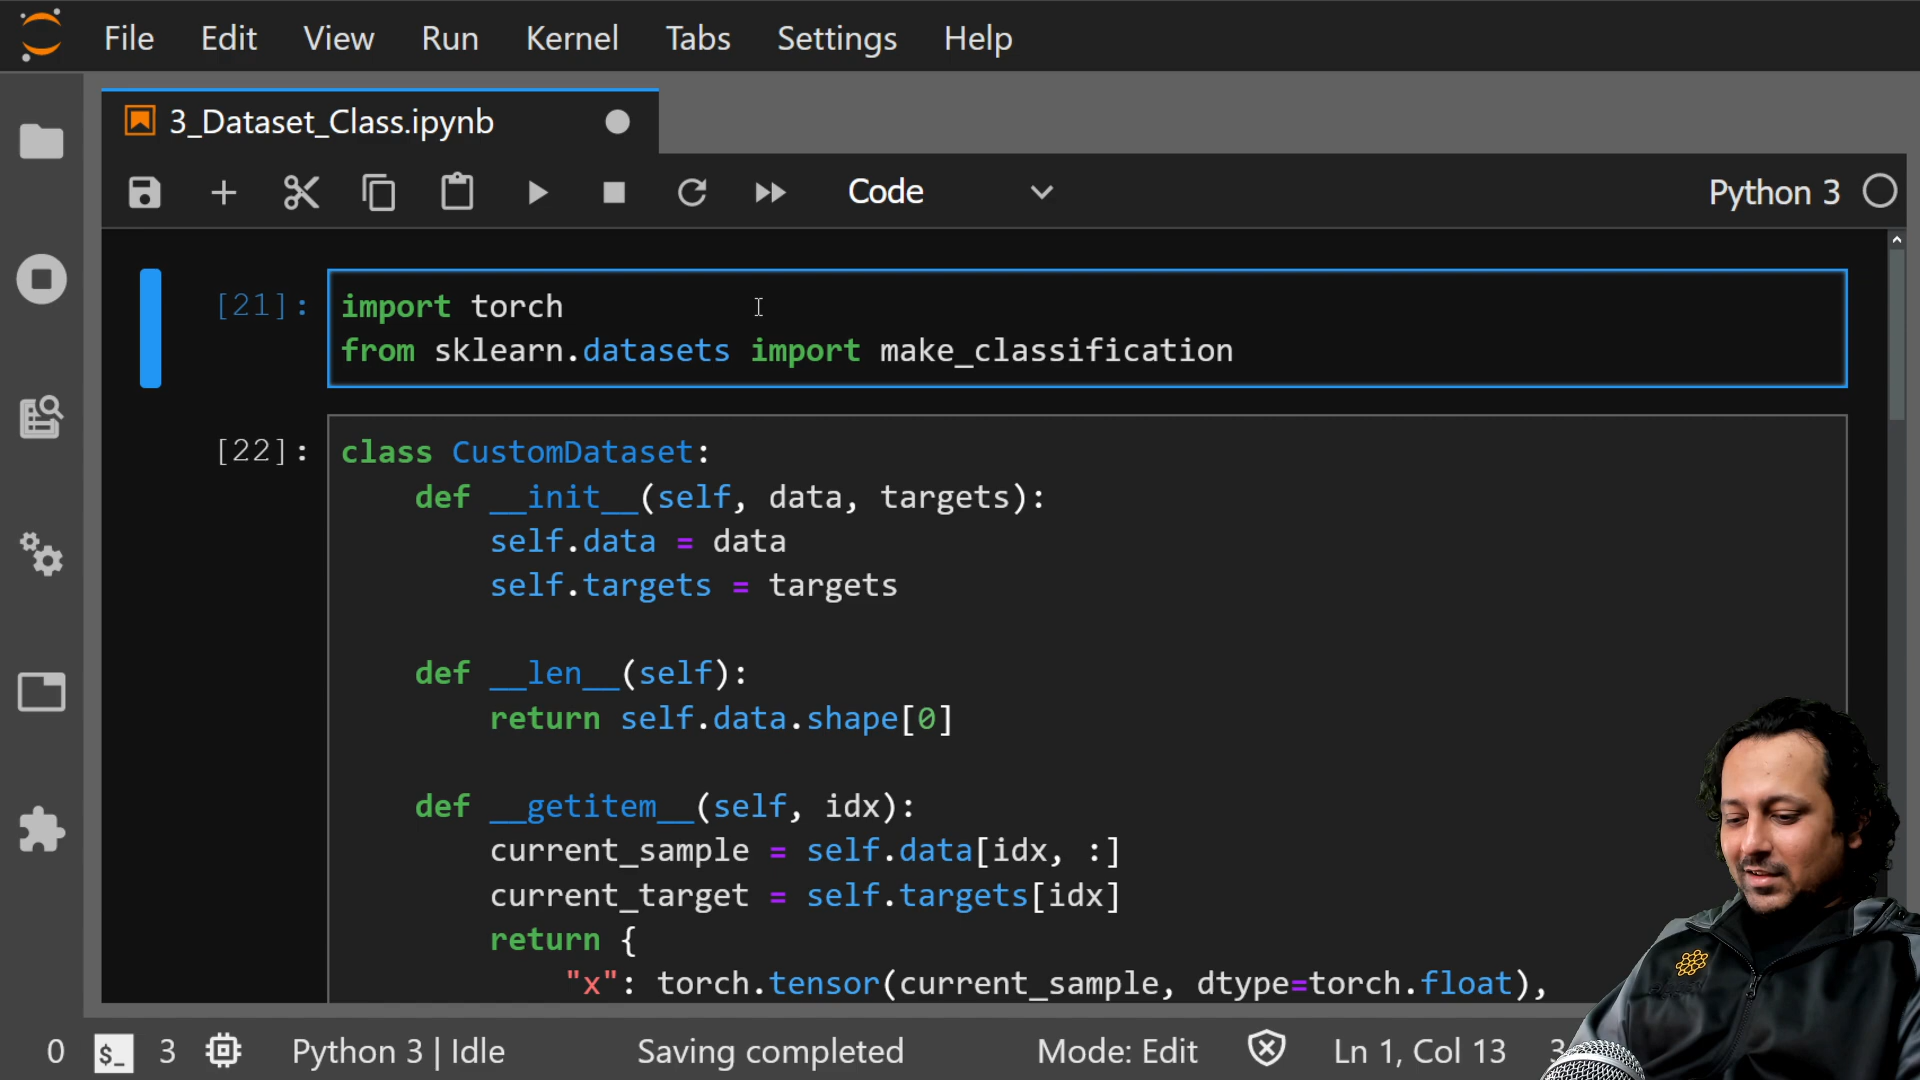 File Edit View Run Kernel Tabs Settings Help
3_Dataset_Class.ipynb
Code
Python 3
[21]:
import torch
from sklearn.datasets import make_classification
[22]:
class CustomDataset:
    def __init__(self, data, targets):
        self.data = data
        self.targets = targets
    def __len__(self):
        return self.data.shape[0]
    def __getitem__(self, idx):
        current_sample = self.data[idx, :]
        current_target = self.targets[idx]
        return {
            "x": torch.tensor(current_sample, dtype=torch.float),
0 $_ 3 Python 3 | Idle Saving completed Mode: Edit Ln 1, Col 13